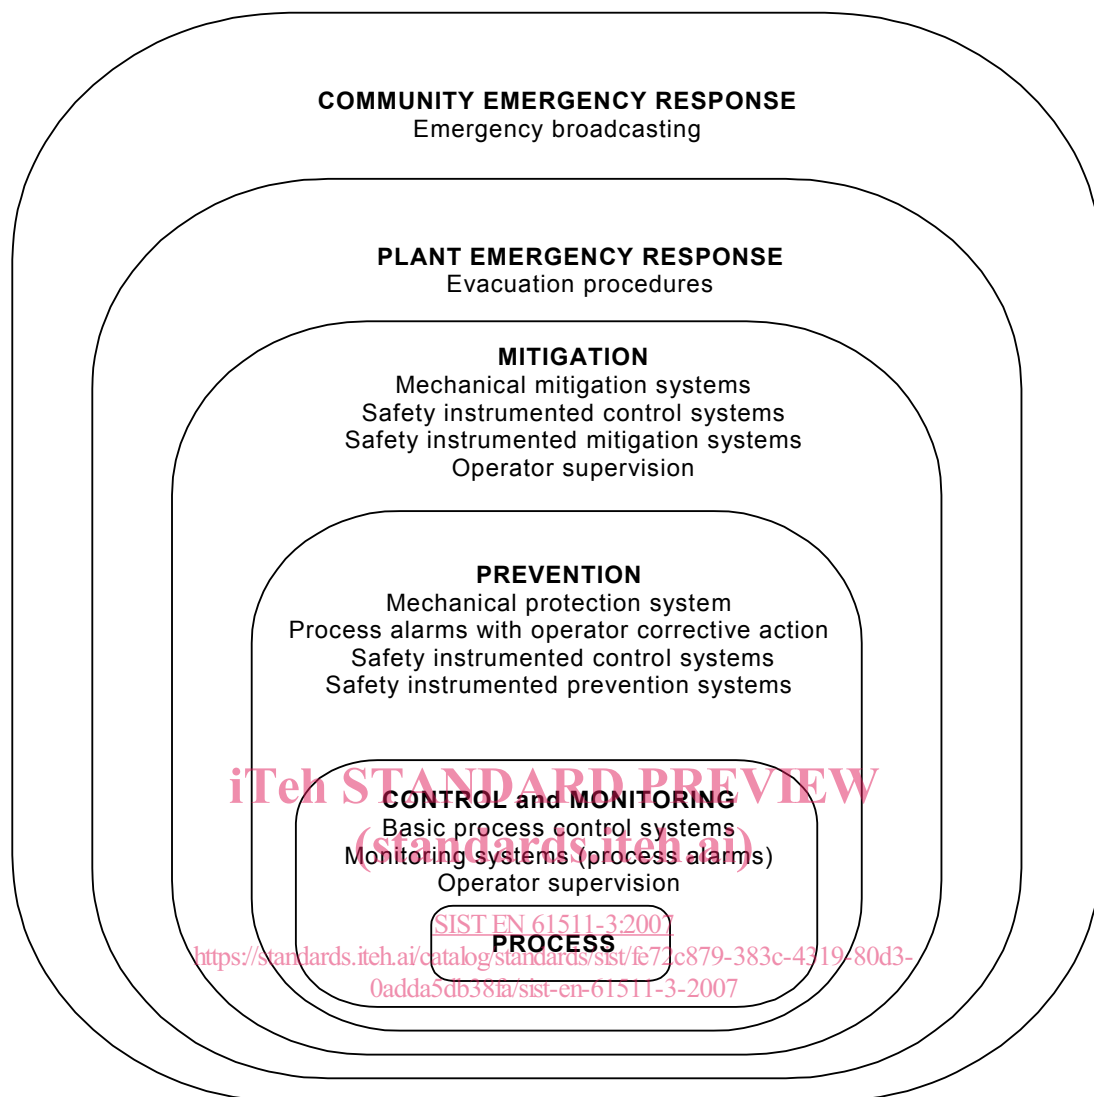 COMMUNITY EMERGENCY RESPONSE
Emergency broadcasting
PLANT EMERGENCY RESPONSE
Evacuation procedures
MITIGATION
Mechanical mitigation systems
Safety instrumented control systems
Safety instrumented mitigation systems
Operator supervision
PREVENTION
Mechanical protection system
Process alarms with operator corrective action
Safety instrumented control systems
Safety instrumented prevention systems
iTeh STANDARD PREVIEW
CONTROL and MONITORING
Basic process control systems
(standards.iteh.ai)
Monitoring systems (process alarms)
Operator supervision
SIST EN 61511-3:2007
PROCESS
https://standards.iteh.ai/catalog/standards/sist/fe72c879-383c-4319-80d3-
0adda5db38fa/sist-en-61511-3-2007